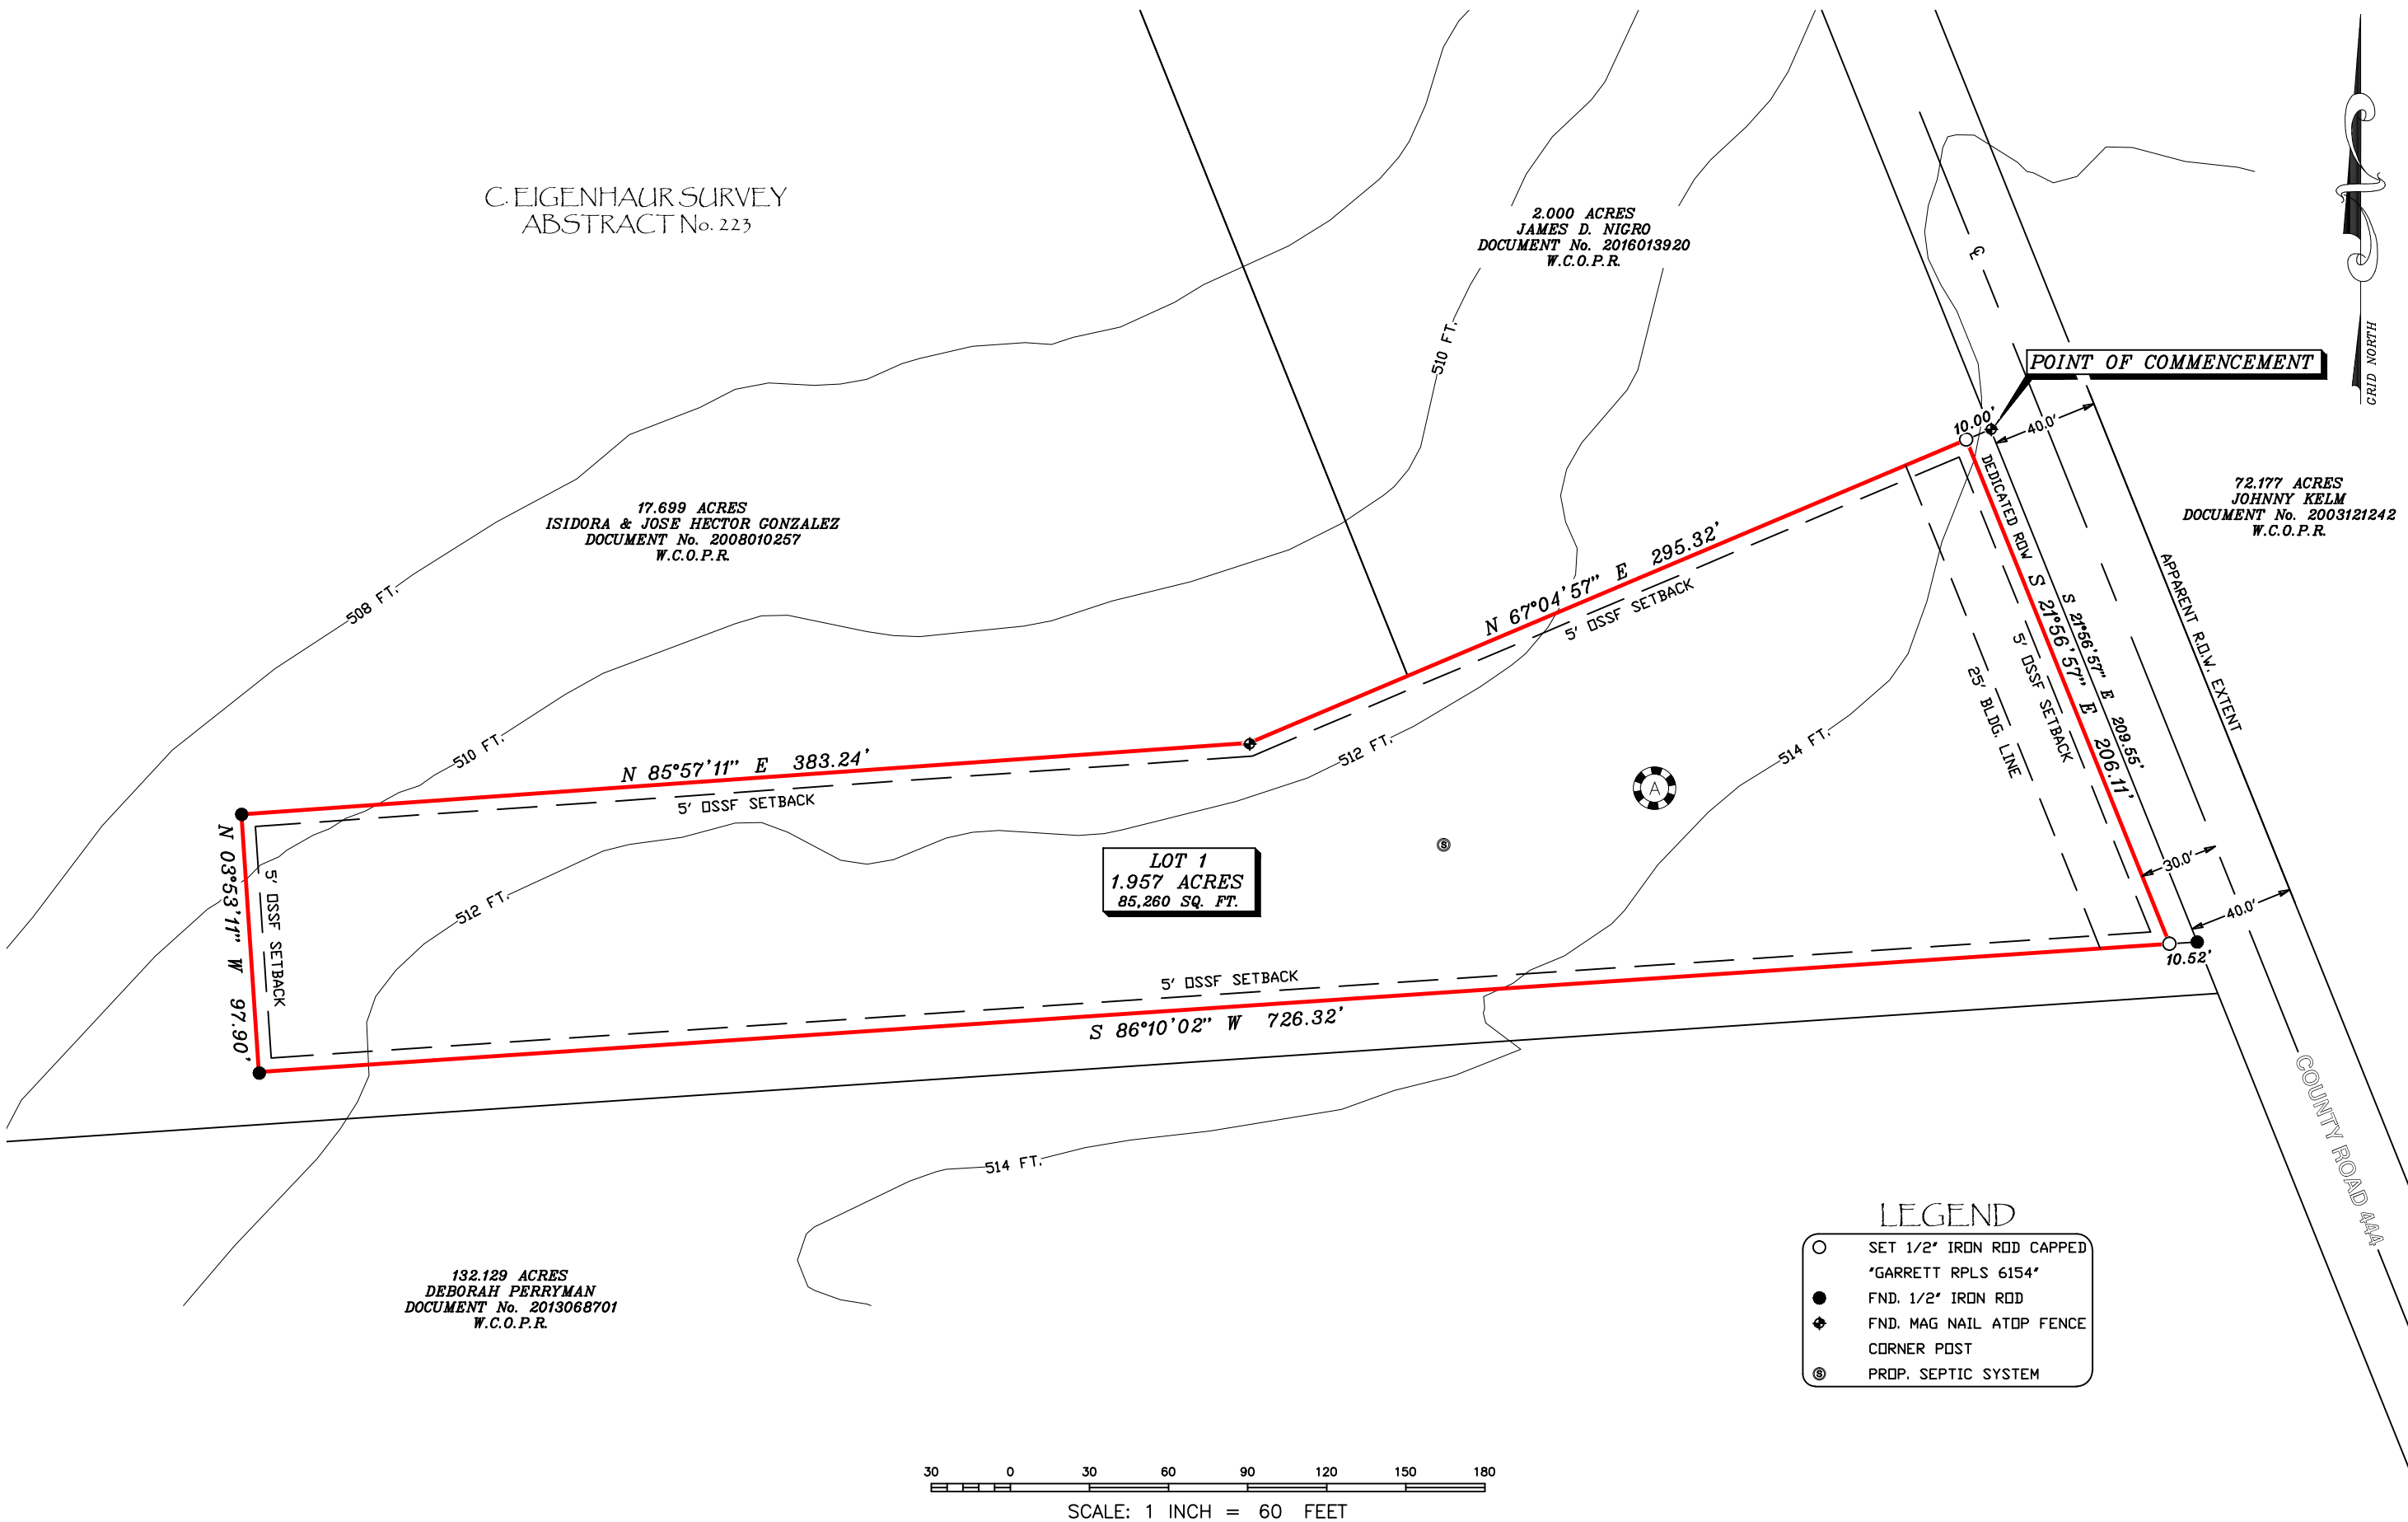 C. EIGENHAUR SURVEY
ABSTRACT No. 223
2.000 ACRES
JAMES D. NIGRO
DOCUMENT No. 2016013920
W.C.O.P.R.
℄
GRID NORTH
510 FT.
POINT OF COMMENCEMENT
10.00'
40.0'
17.699 ACRES
ISIDORA & JOSE HECTOR GONZALEZ
DOCUMENT No. 2008010257
W.C.O.P.R.
72.177 ACRES
JOHNNY KELM
DOCUMENT No. 2003121242
W.C.O.P.R.
508 FT.
N 67°04'57" E 295.32'
5' OSSF SETBACK
DEDICATED ROW
S 21°56'57" E 206.11'
S 21°56'57" E 209.55'
APPARENT R.O.W. EXTENT
5' OSSF SETBACK
25' BLDG. LINE
510 FT.
N 85°57'11" E 383.24'
5' OSSF SETBACK
512 FT.
514 FT.
A
S
N 03°53'11" W 97.90'
5' OSSF SETBACK
512 FT.
LOT 1
1.957 ACRES
85,260 SQ. FT.
30.0'
40.0'
10.52'
5' OSSF SETBACK
S 86°10'02" W 726.32'
COUNTY ROAD 444
514 FT.
132.129 ACRES
DEBORAH PERRYMAN
DOCUMENT No. 2013068701
W.C.O.P.R.
LEGEND
SET 1/2" IRON ROD CAPPED
"GARRETT RPLS 6154"
FND. 1/2" IRON ROD
FND. MAG NAIL ATOP FENCE
CORNER POST
S PROP. SEPTIC SYSTEM
30 0 30 60 90 120 150 180
SCALE: 1 INCH = 60 FEET